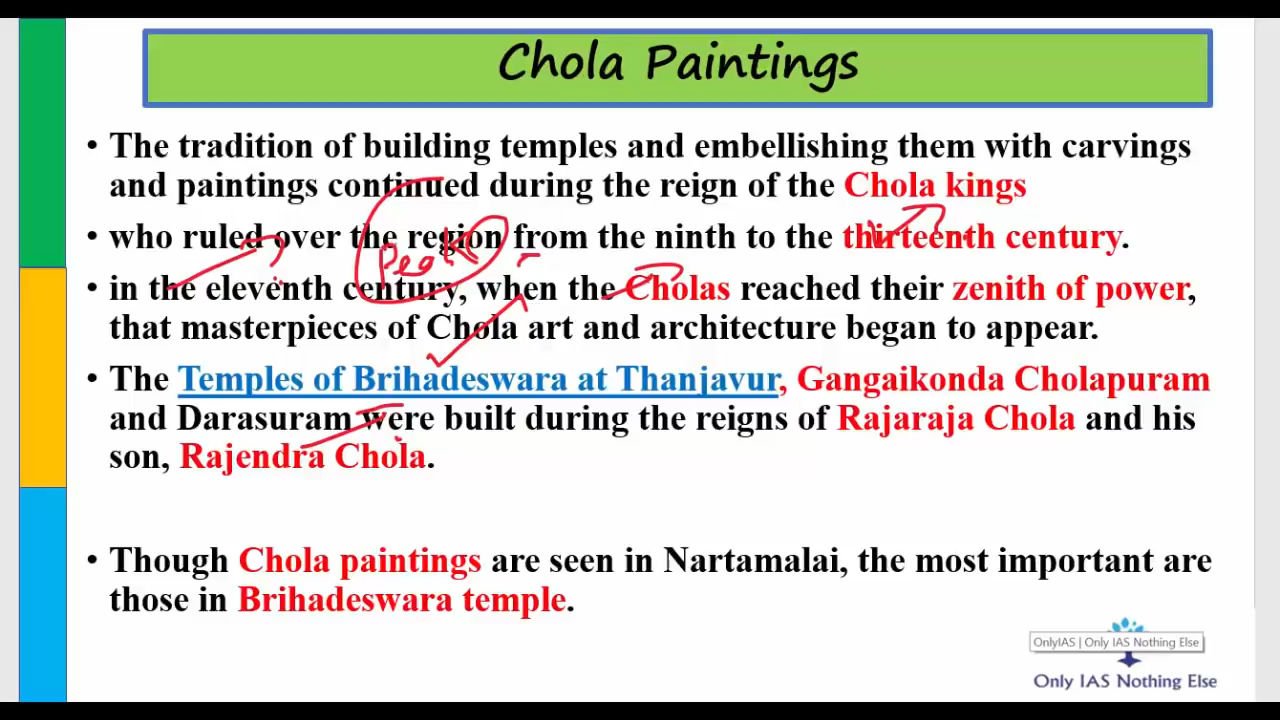 Chola Paintings
• The tradition of building temples and embellishing them with carvings
and paintings continued during the reign of the Chola kings
• who ruled over the region from the ninth to the thirteenth century.
Peak
• in the eleventh century, when the Cholas reached their zenith of power,
that masterpieces of Chola art and architecture began to appear.
• The Temples of Brihadeswara at Thanjavur, Gangaikonda Cholapuram
and Darasuram were built during the reigns of Rajaraja Chola and his
son, Rajendra Chola.
• Though Chola paintings are seen in Nartamalai, the most important are
those in Brihadeswara temple.
OnlyIAS | Only IAS Nothing Else
Only IAS Nothing Else